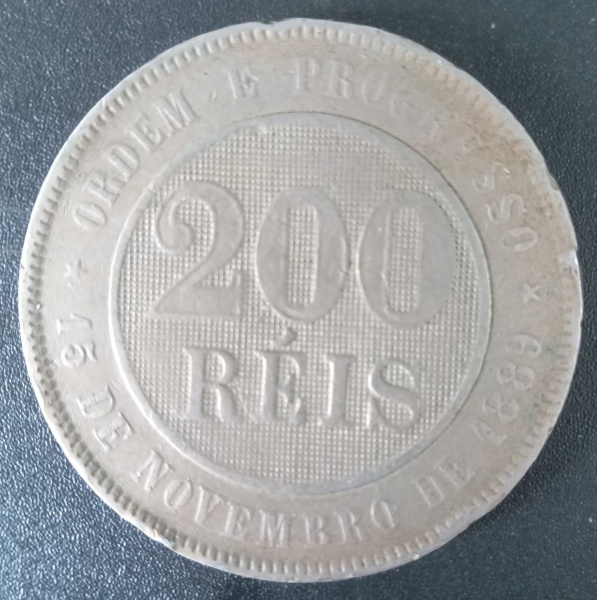 ORDEM E PROGRESSO
200
RÉIS
* 15 DE NOVEMBRO DE 1889 *